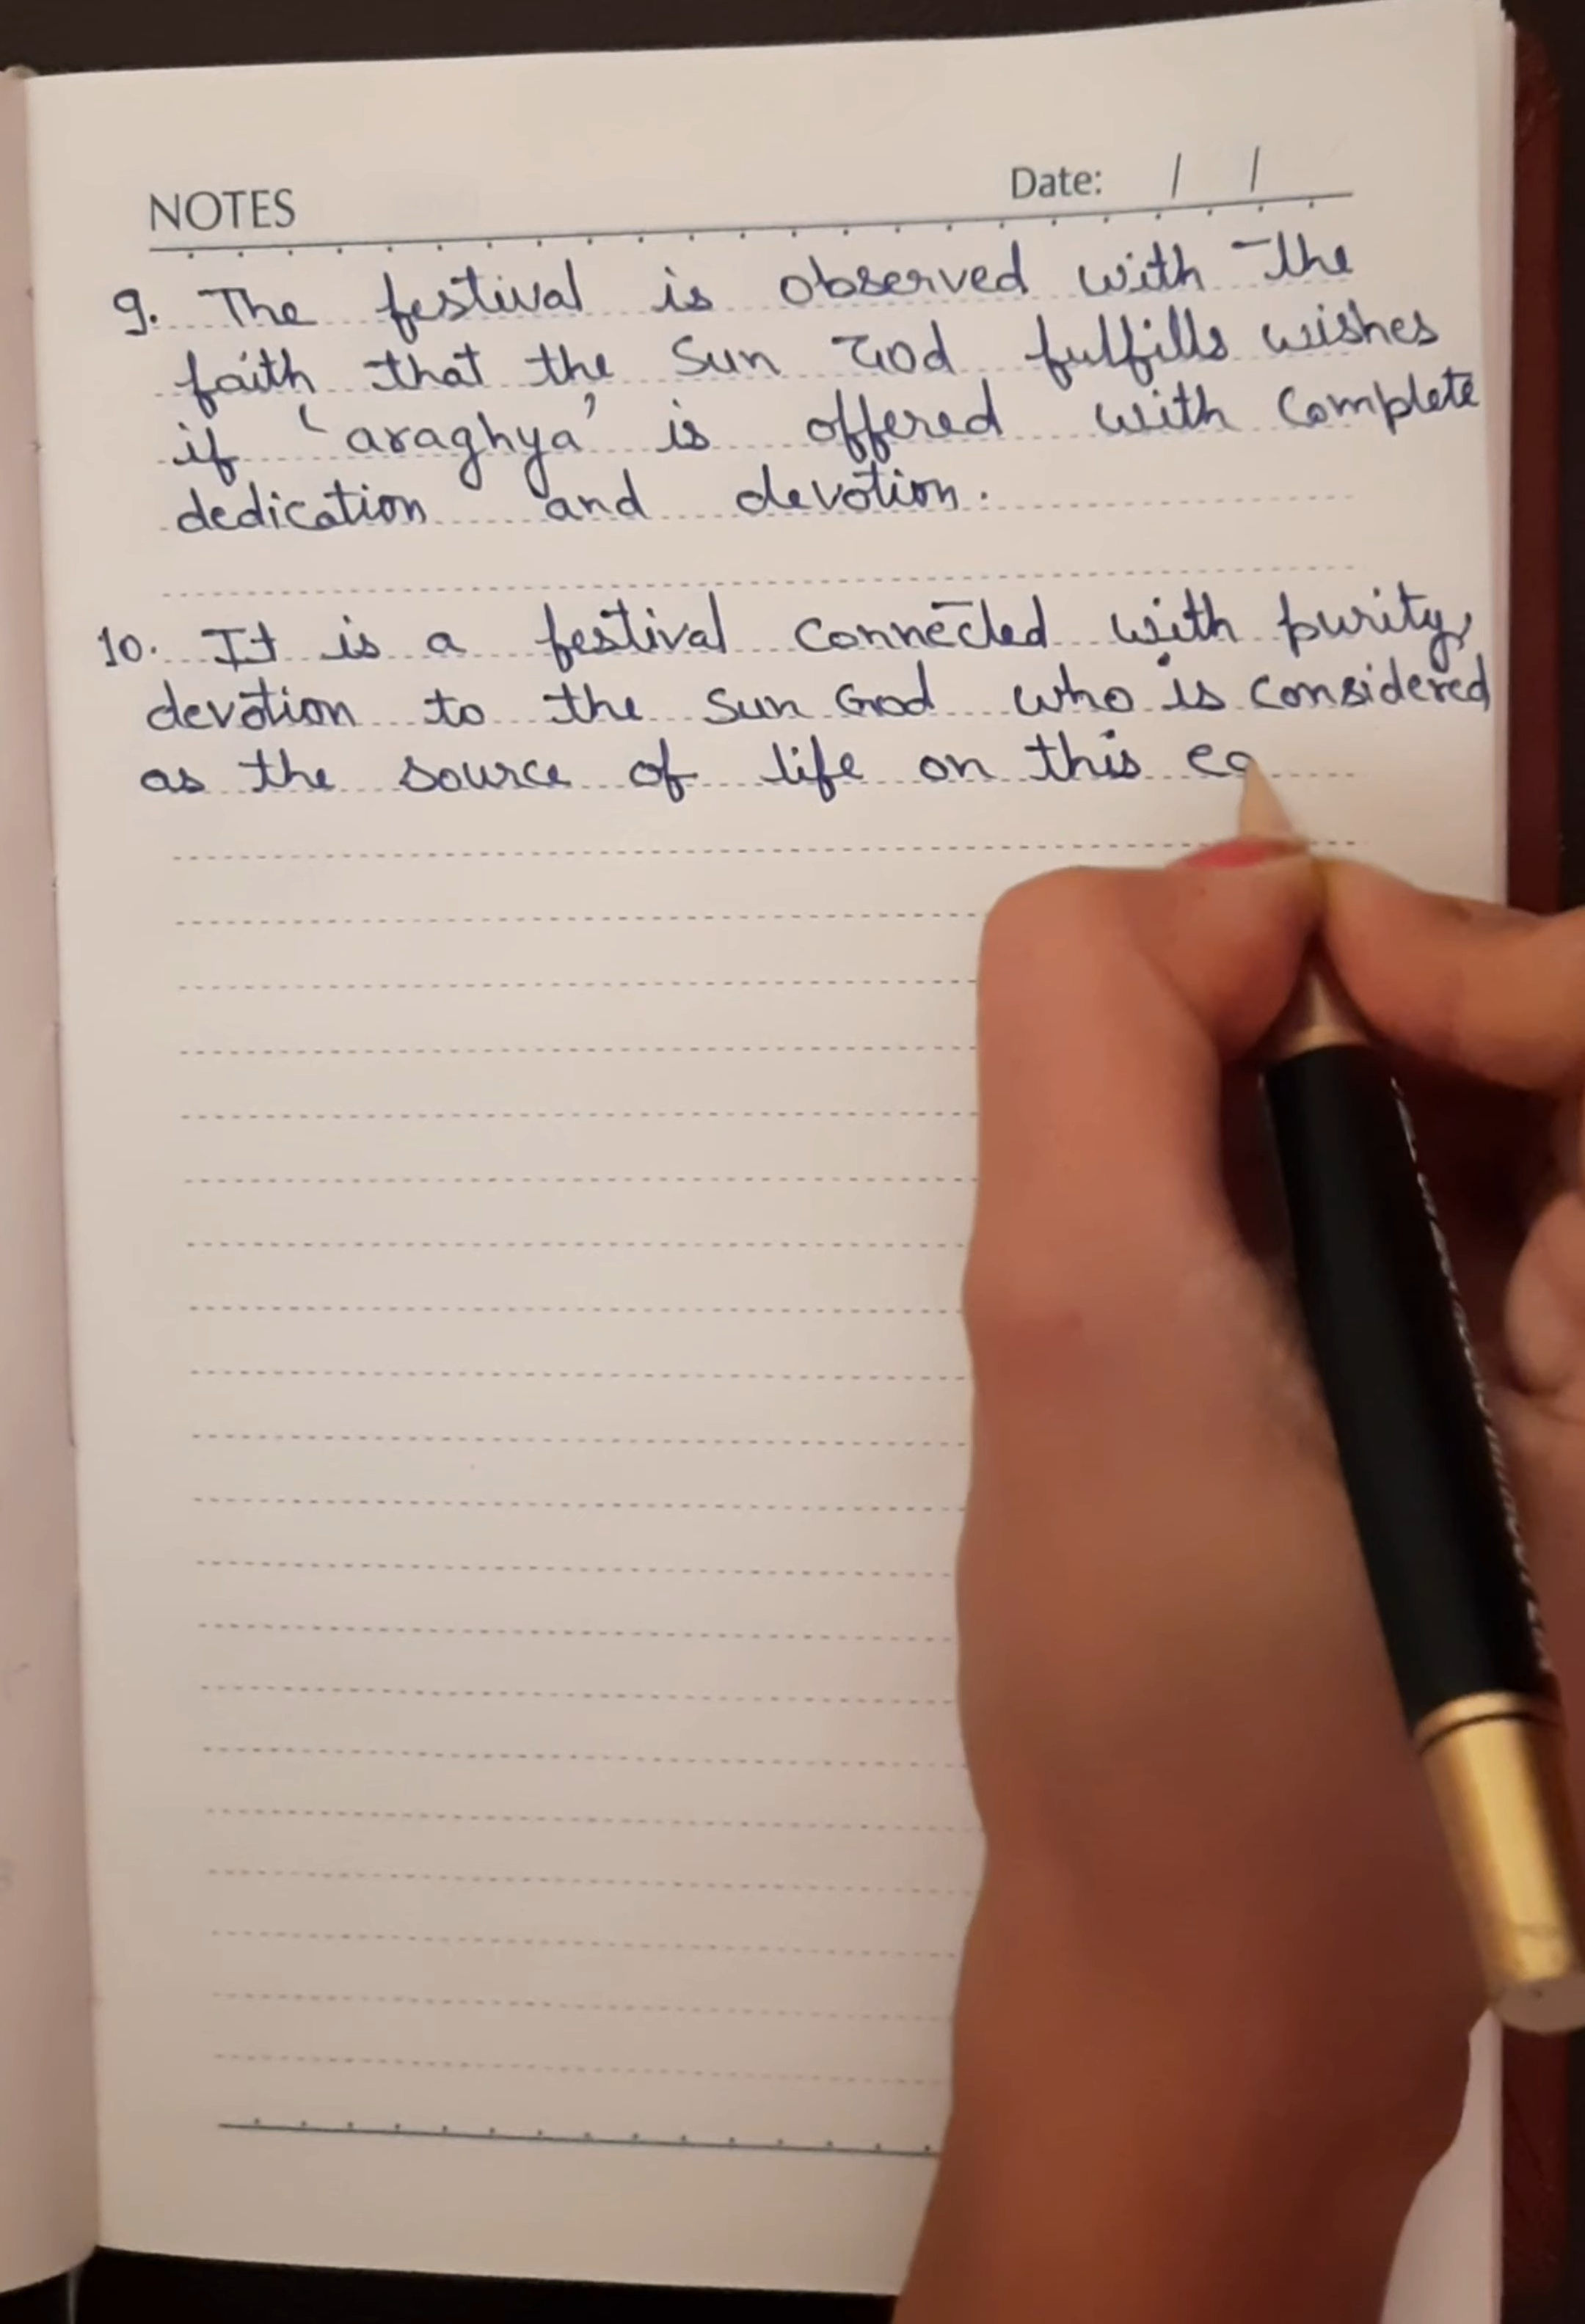 NOTES
Date: / /
9. The festival is observed with the
faith that the Sun God fulfills wishes
if 'araghya' is offered with Complete
dedication and devotion.
10. It is a festival connected with purity,
devotion to the Sun God who is considered
as the source of life on this ea